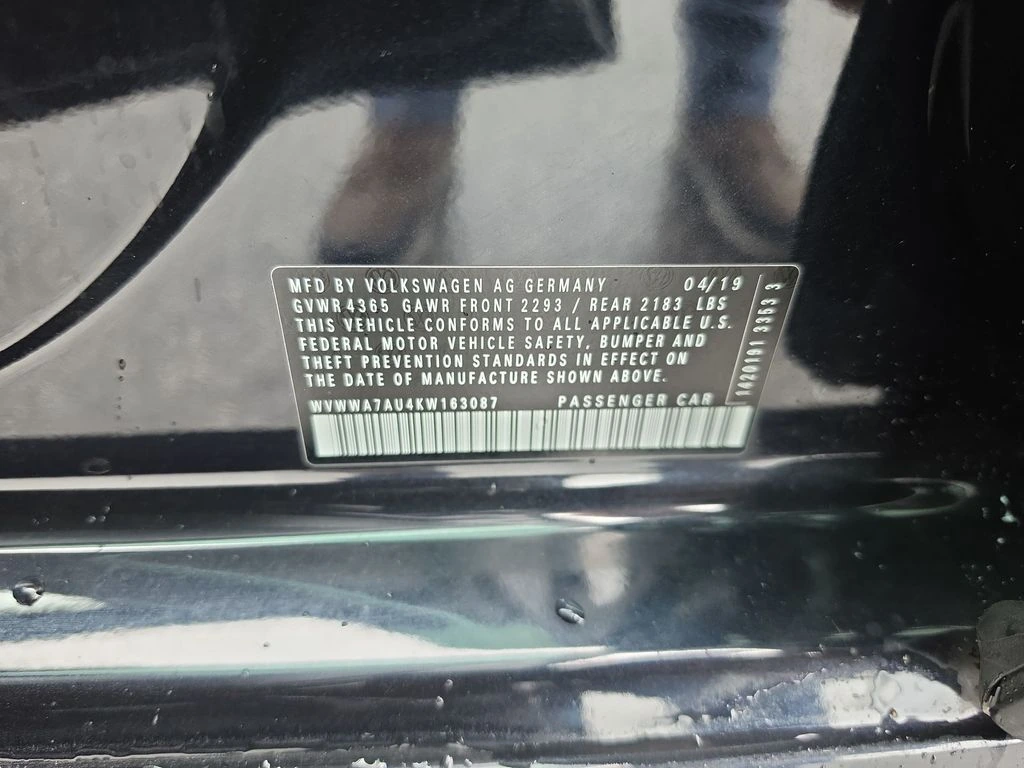 MFD BY VOLKSWAGEN AG GERMANY 04/19
GVWR 4365 GAWR FRONT 2293 / REAR 2183 LBS
THIS VEHICLE CONFORMS TO ALL APPLICABLE U.S.
FEDERAL MOTOR VEHICLE SAFETY, BUMPER AND
THEFT PREVENTION STANDARDS IN EFFECT ON
THE DATE OF MANUFACTURE SHOWN ABOVE.
WVWWA7AU4KW163087 PASSENGER CAR